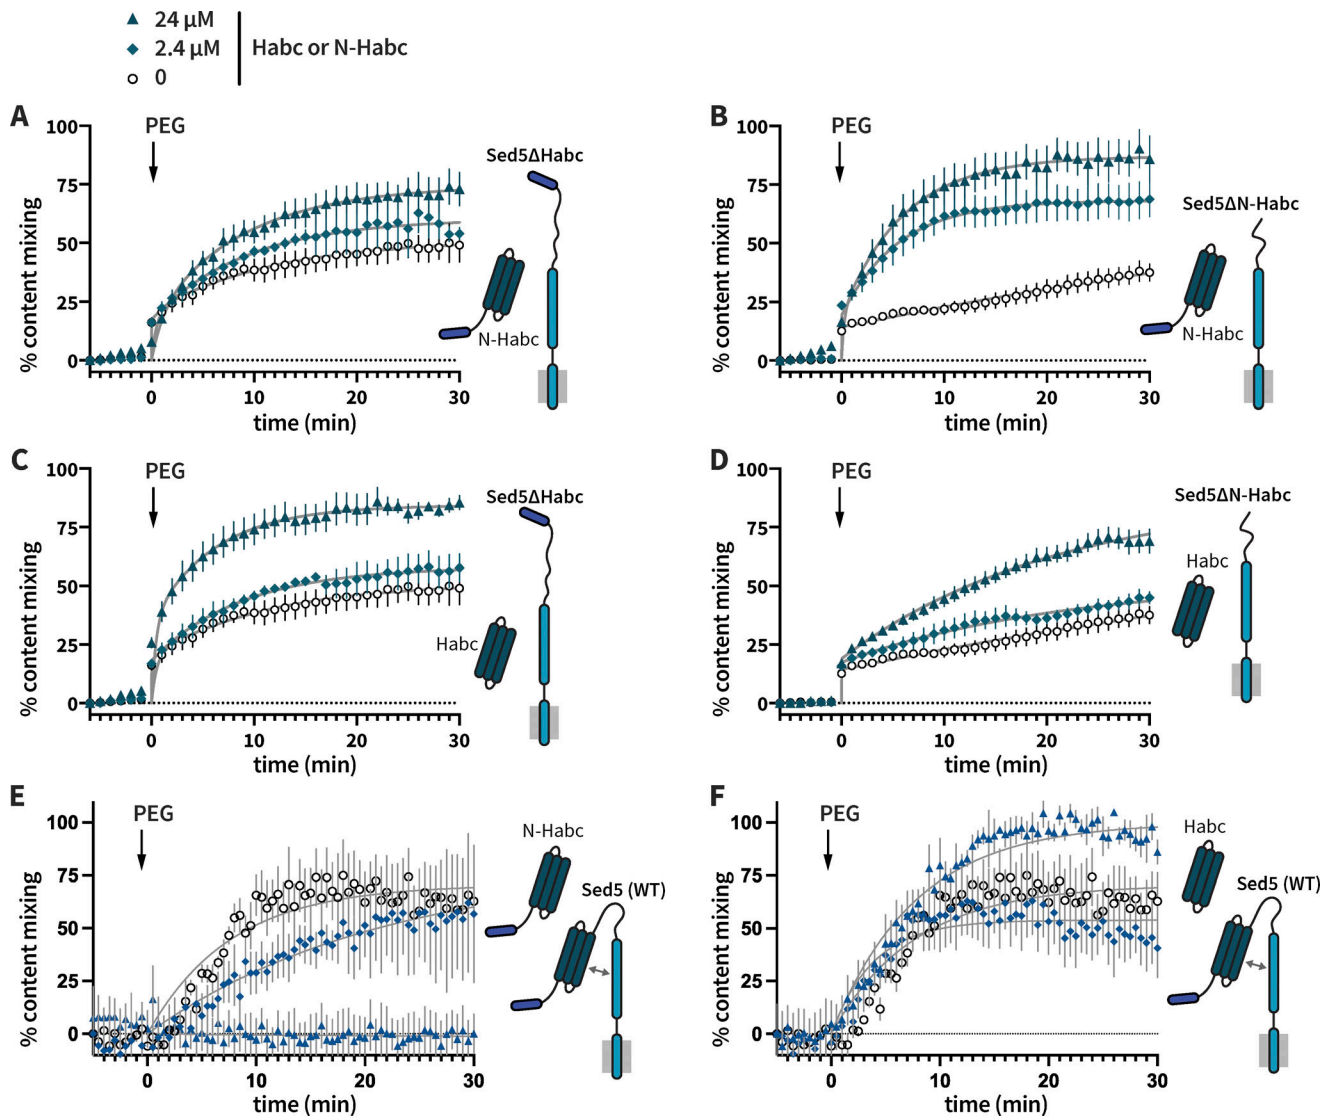 24 µM
2.4 µM
0
Habc or N-Habc
A
PEG
Sed5ΔHabc
N-Habc
% content mixing
100
75
50
25
0
0 10 20 30
time (min)
B
PEG
Sed5ΔN-Habc
N-Habc
% content mixing
100
75
50
25
0
0 10 20 30
time (min)
C
PEG
Sed5ΔHabc
Habc
% content mixing
100
75
50
25
0
0 10 20 30
time (min)
D
PEG
Sed5ΔN-Habc
Habc
% content mixing
100
75
50
25
0
0 10 20 30
time (min)
E
PEG
N-Habc
Sed5 (WT)
% content mixing
100
75
50
25
0
0 10 20 30
time (min)
F
PEG
Habc
Sed5 (WT)
% content mixing
100
75
50
25
0
0 10 20 30
time (min)